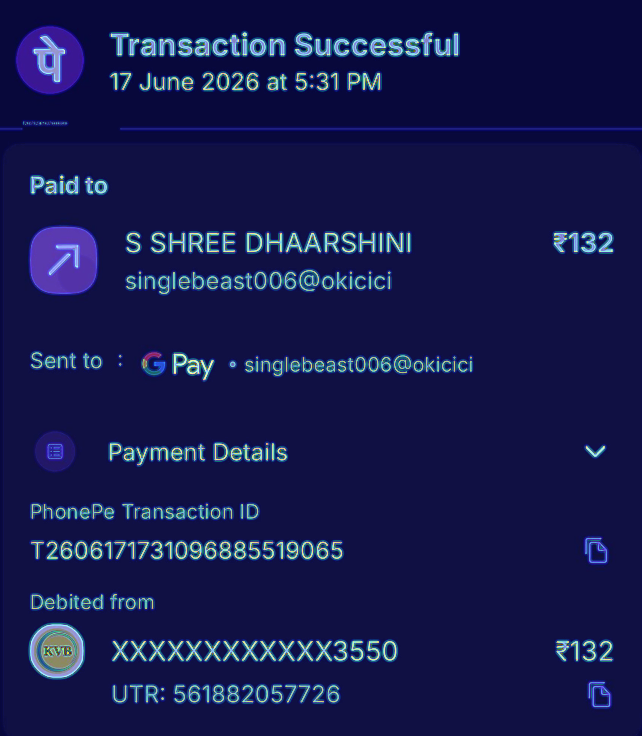 पे
Transaction Successful
17 June 2026 at 5:31 PM
Paid to
S SHREE DHAARSHINI ₹132
singlebeast006@okicici
Sent to : G Pay • singlebeast006@okicici
Payment Details
PhonePe Transaction ID
T2606171731096885519065
Debited from
KVB XXXXXXXXXXXX3550 ₹132
UTR: 561882057726